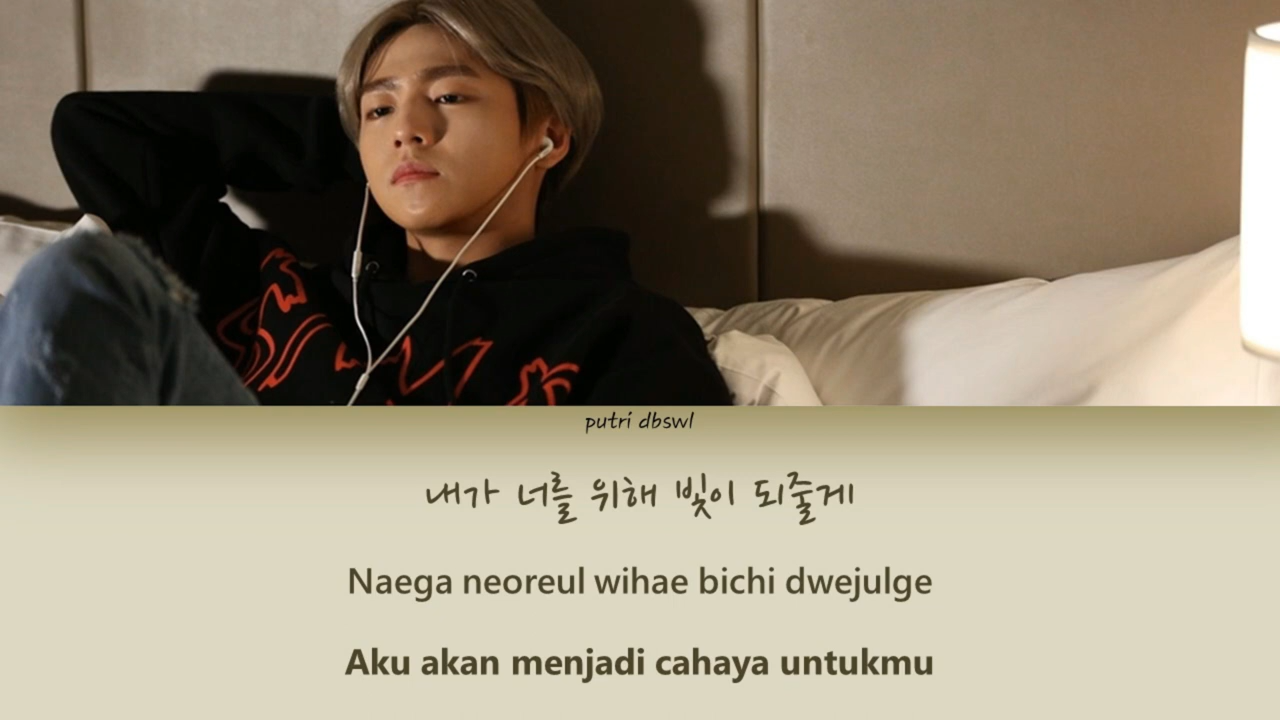 putri dbswl
내가 너를 위해 빛이 되줄게
Naega neoreul wihae bichi dwejulge
Aku akan menjadi cahaya untukmu